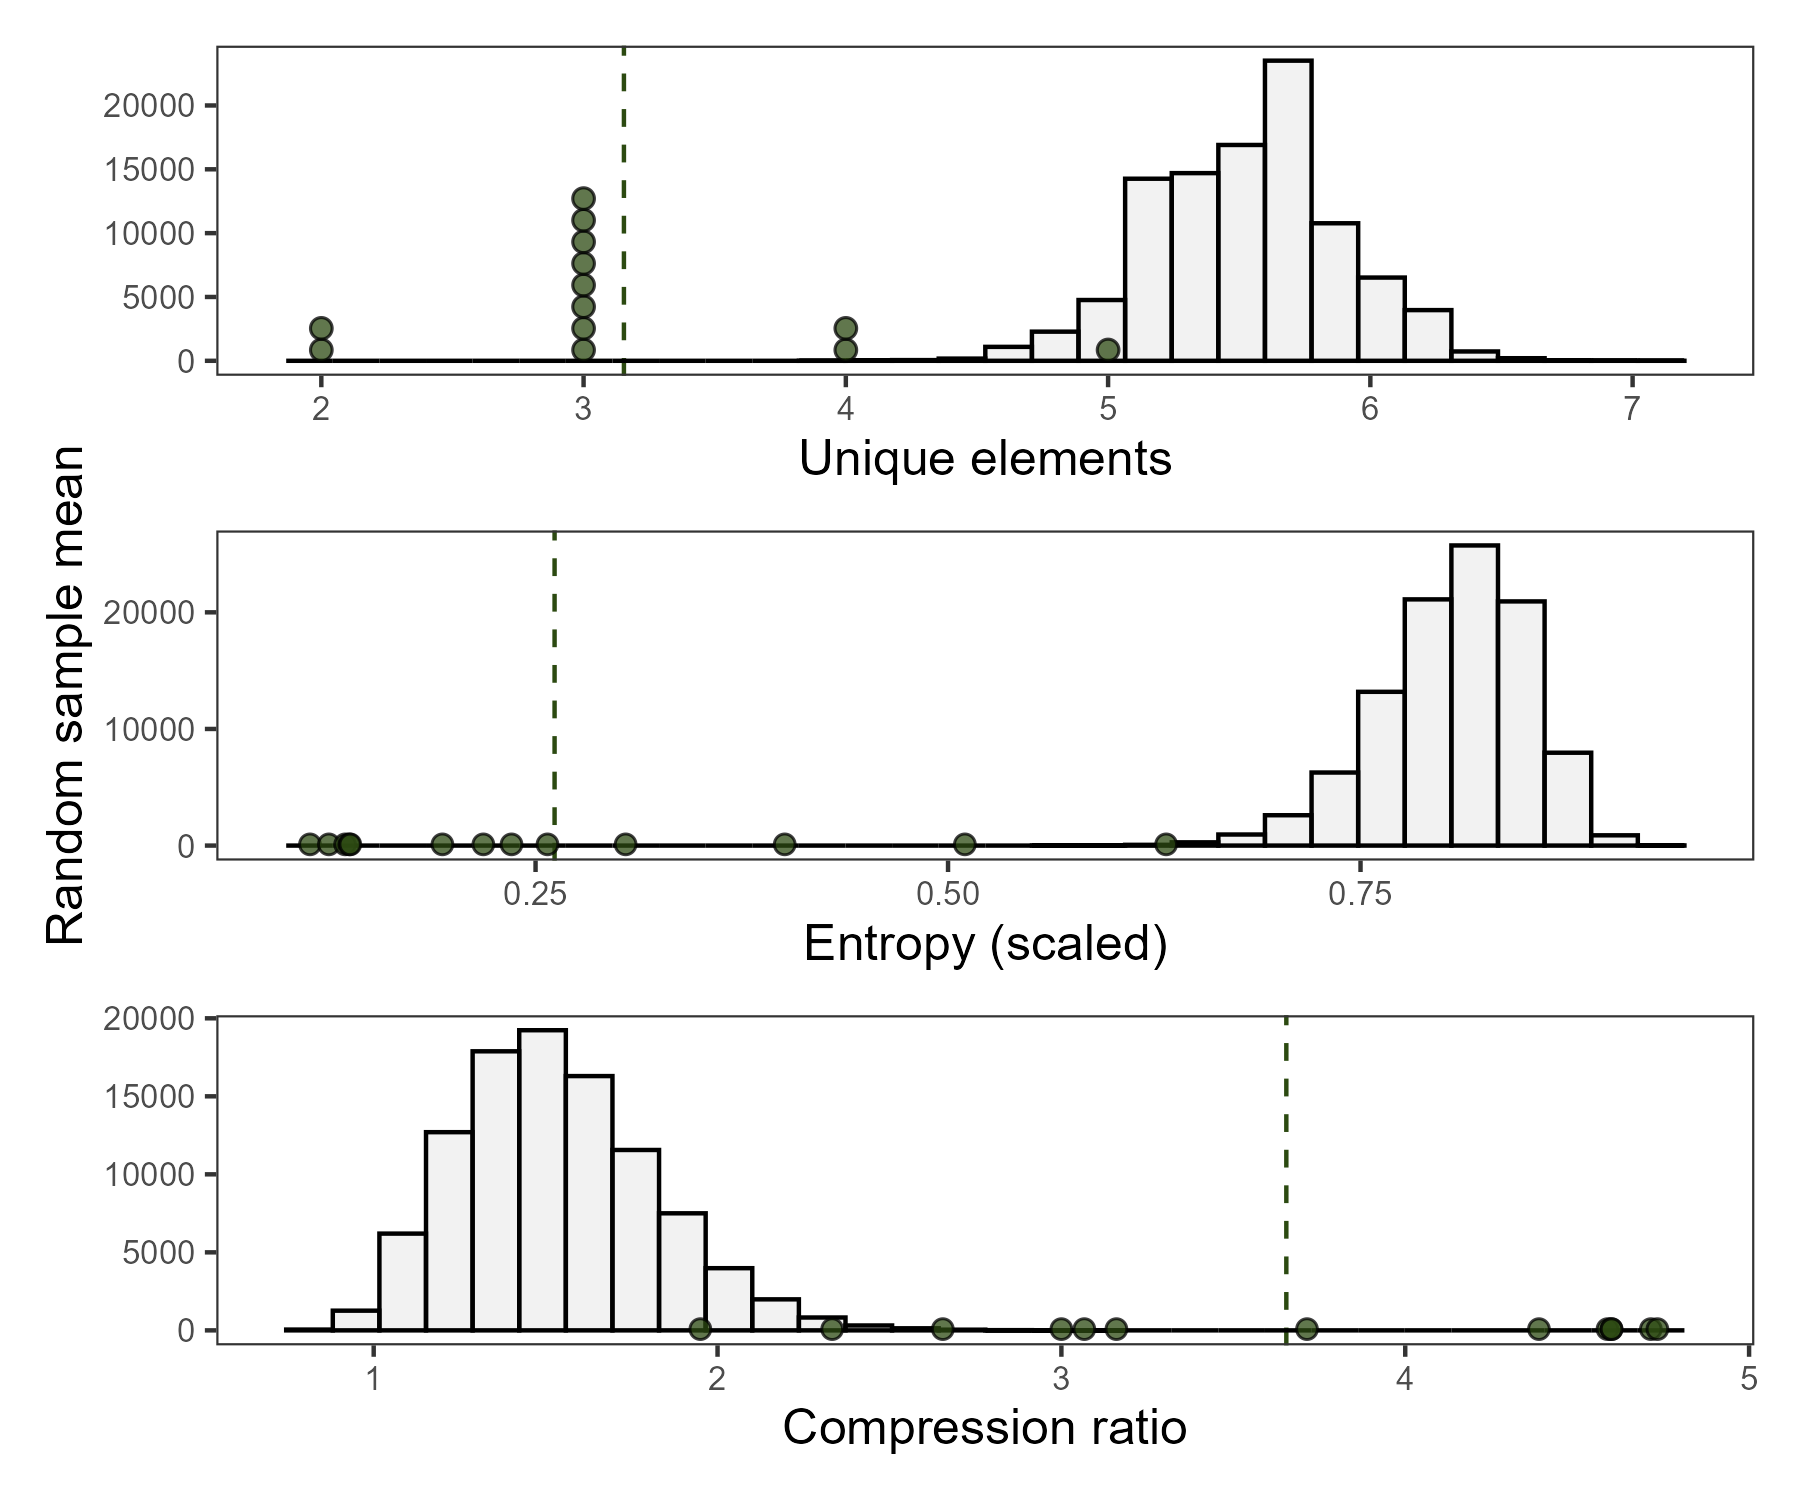 Random sample mean
20000
15000
10000
5000
0
2 3 4 5 6 7
Unique elements
20000
10000
0
0.25 0.50 0.75
Entropy (scaled)
20000
15000
10000
5000
0
1 2 3 4 5
Compression ratio